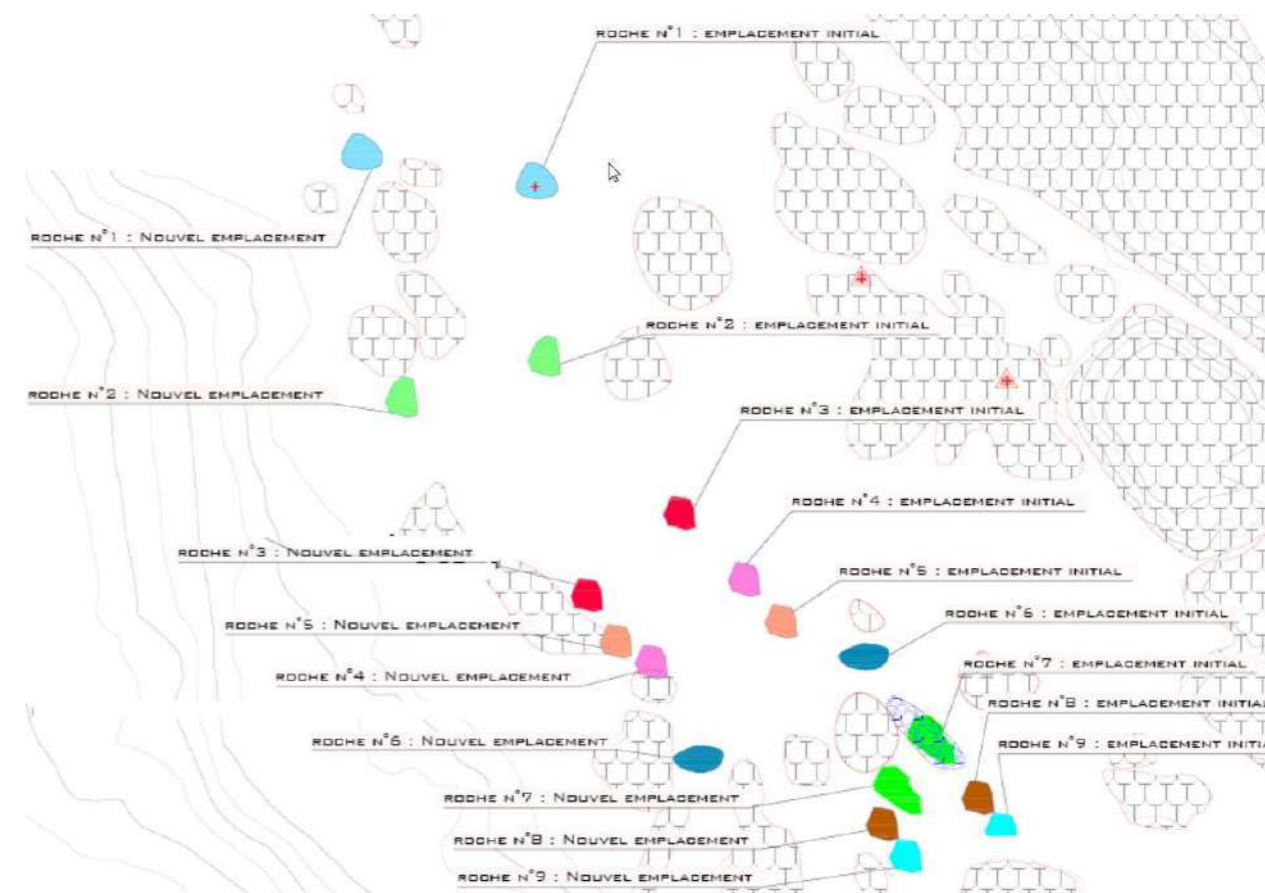 ROCHE N°1 : EMPLACEMENT INITIAL
ROCHE N°1 : NOUVEL EMPLACEMENT
ROCHE N°2 : EMPLACEMENT INITIAL
ROCHE N°2 : NOUVEL EMPLACEMENT
ROCHE N°3 : EMPLACEMENT INITIAL
ROCHE N°4 : EMPLACEMENT INITIAL
ROCHE N°3 : NOUVEL EMPLACEMENT
ROCHE N°5 : EMPLACEMENT INITIAL
ROCHE N°6 : EMPLACEMENT INITIAL
ROCHE N°5 : NOUVEL EMPLACEMENT
ROCHE N°7 : EMPLACEMENT INITIAL
ROCHE N°4 : NOUVEL EMPLACEMENT
ROCHE N°8 : EMPLACEMENT INITIA
ROCHE N°6 : NOUVEL EMPLACEMENT
ROCHE N°9 : EMPLACEMENT INITIA
ROCHE N°7 : NOUVEL EMPLACEMENT
ROCHE N°8 : NOUVEL EMPLACEMENT
ROCHE N°9 : NOUVEL EMPLACEMENT